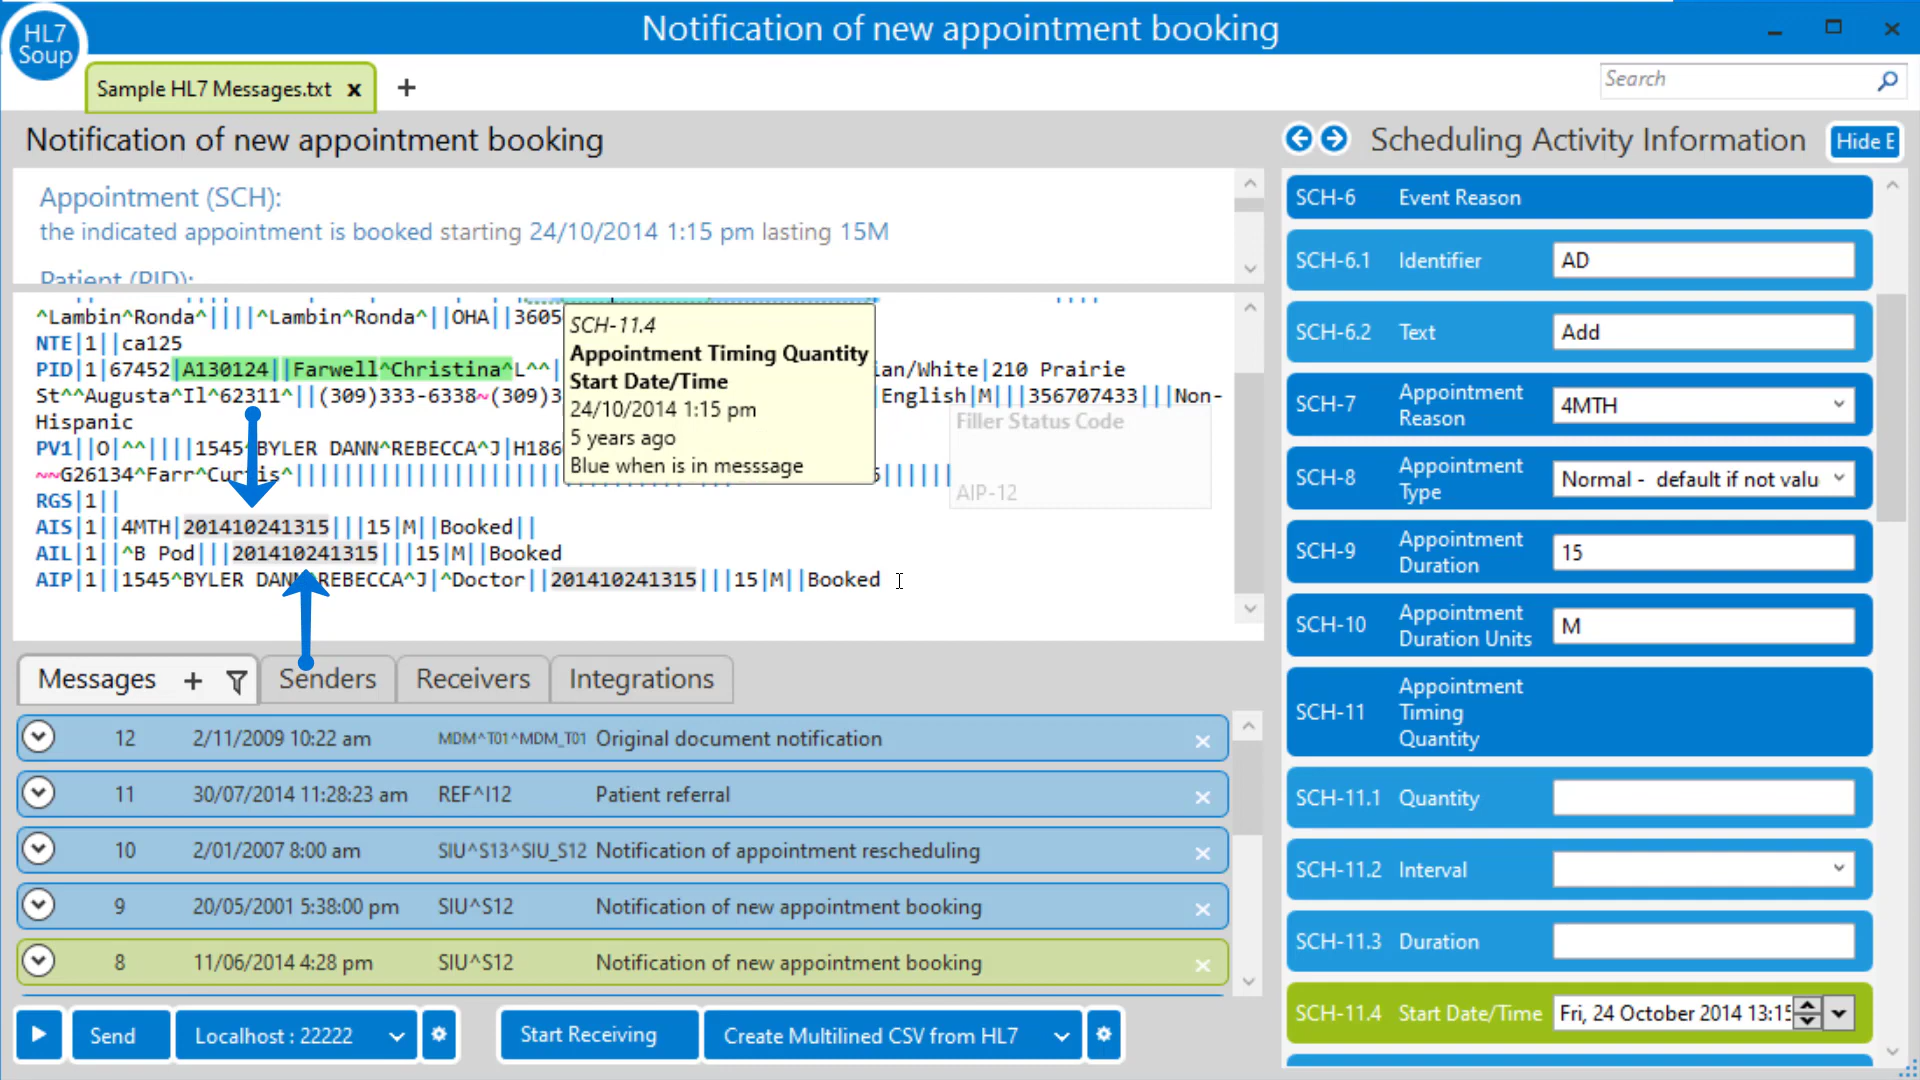 HL7
Soup
Notification of new appointment booking
Sample HL7 Messages.txt x +
Search
Notification of new appointment booking
Appointment (SCH):
the indicated appointment is booked starting 24/10/2014 1:15 pm lasting 15M
Patient (PID):
^Lambin^Ronda^||||^Lambin^Ronda^||OHA||3605
NTE|1||ca125
PID|1|67452|A130124||Farwell^Christina^L^^| ian/White|210 Prairie
St^^Augusta^Il^62311^||(309)333-6338~(309)3 English|M|||356707433|||Non-
Hispanic
PV1||O|^^||||1545^BYLER DANN^REBECCA^J|H186
~~G26134^Farr^Curtis^
RGS|1||
AIS|1||4MTH|201410241315|||15|M||Booked||
AIL|1||^B Pod|||201410241315|||15|M||Booked
AIP|1||1545^BYLER DANN^REBECCA^J|^Doctor||201410241315|||15|M||Booked
SCH-11.4
Appointment Timing Quantity
Start Date/Time
24/10/2014 1:15 pm
5 years ago
Blue when is in messsage
Filler Status Code
AIP-12
Messages + Senders Receivers Integrations
12 2/11/2009 10:22 am MDM^T01^MDM_T01 Original document notification
11 30/07/2014 11:28:23 am REF^I12 Patient referral
10 2/01/2007 8:00 am SIU^S13^SIU_S12 Notification of appointment rescheduling
9 20/05/2001 5:38:00 pm SIU^S12 Notification of new appointment booking
8 11/06/2014 4:28 pm SIU^S12 Notification of new appointment booking
Send Localhost : 22222 Start Receiving Create Multilined CSV from HL7
Scheduling Activity Information Hide E
SCH-6 Event Reason
SCH-6.1 Identifier AD
SCH-6.2 Text Add
SCH-7 Appointment Reason 4MTH
SCH-8 Appointment Type Normal - default if not valu
SCH-9 Appointment Duration 15
SCH-10 Appointment Duration Units M
SCH-11 Appointment Timing Quantity
SCH-11.1 Quantity
SCH-11.2 Interval
SCH-11.3 Duration
SCH-11.4 Start Date/Time Fri, 24 October 2014 13:15